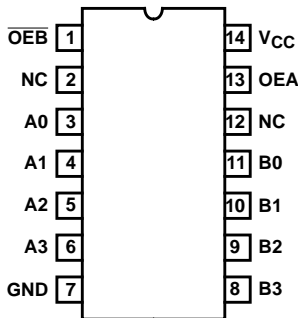 O̅E̅B̅ 1 14 VCC
NC 2 13 OEA
A0 3 12 NC
A1 4 11 B0
A2 5 10 B1
A3 6 9 B2
GND 7 8 B3